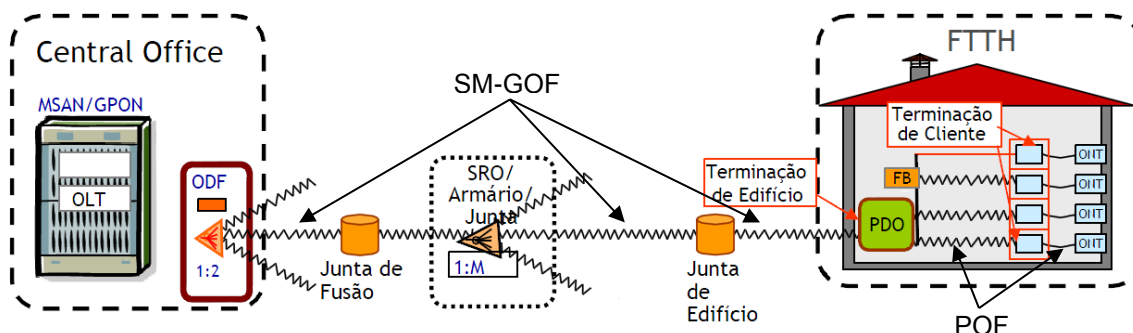 Central Office
MSAN/GPON
OLT
ODF
1:2
SM-GOF
Junta de
Fusão
SRO/
Armário/
Junta
1:M
Junta
de
Edifício
Terminação
de Edifício
FTTH
Terminação
de Cliente
FB
PDO
ONT
ONT
ONT
ONT
POF